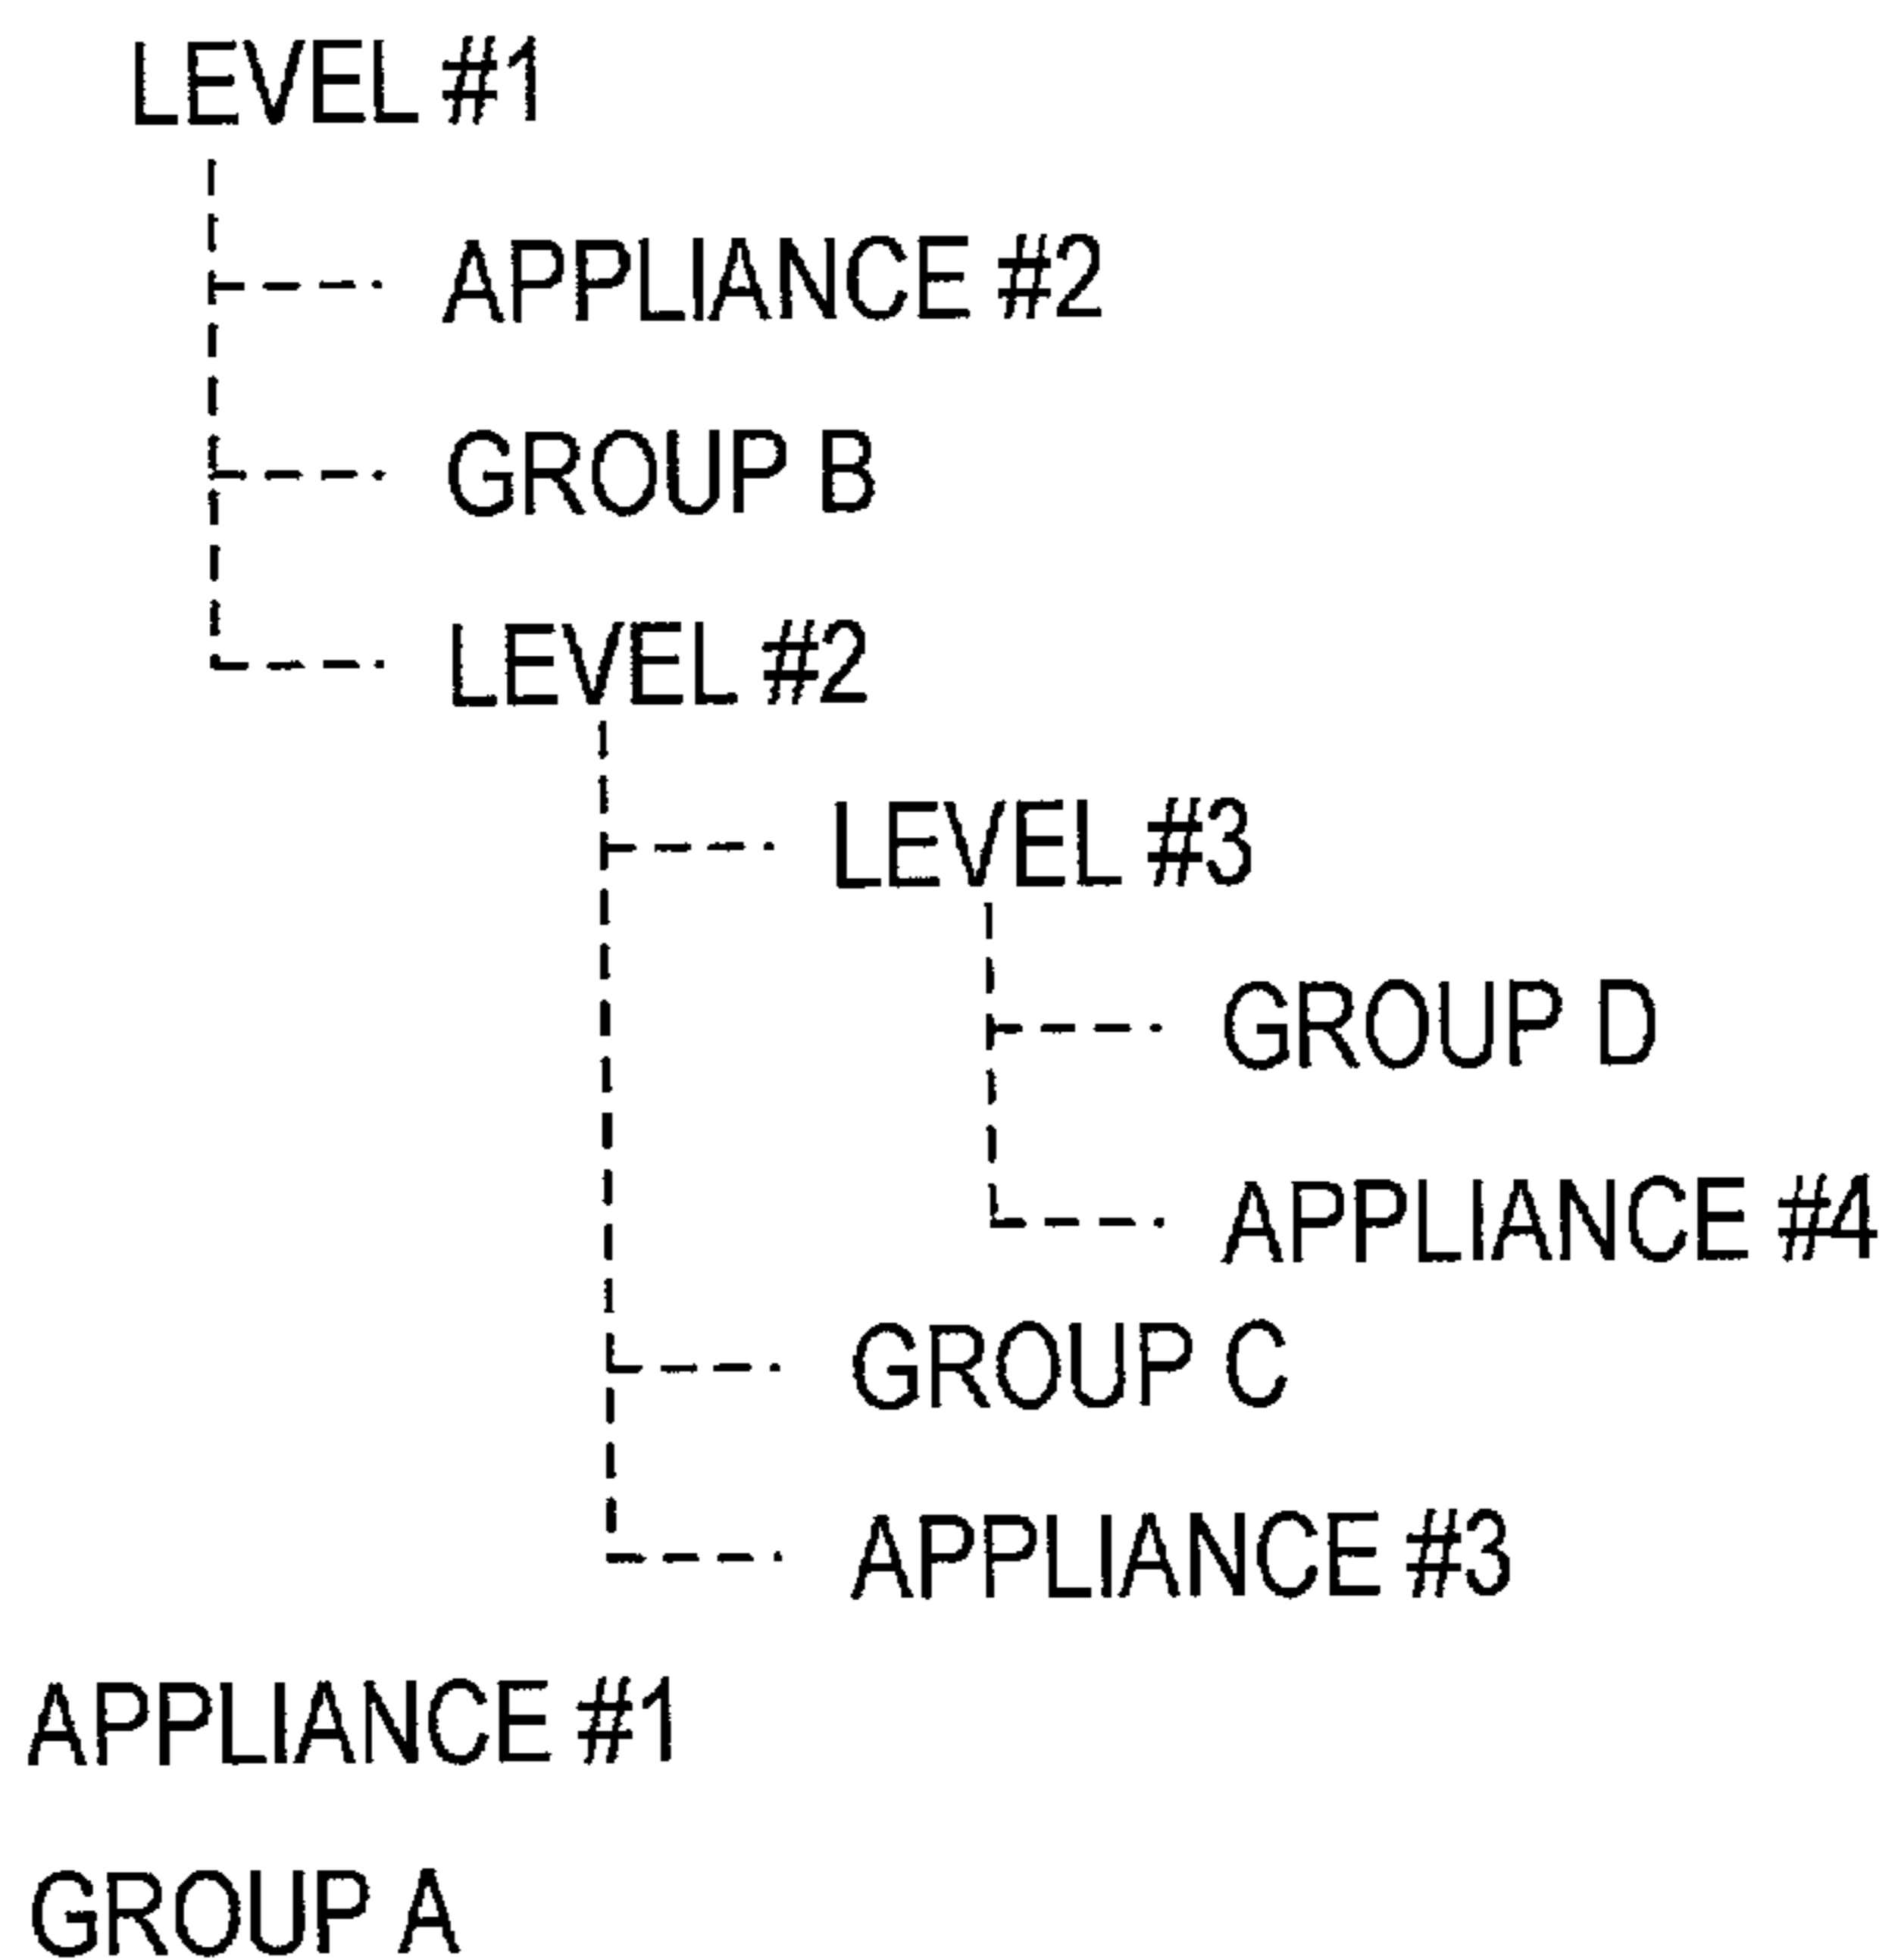 LEVEL #1
APPLIANCE #2
GROUP B
LEVEL #2
LEVEL #3
GROUP D
APPLIANCE #4
GROUP C
APPLIANCE #3
APPLIANCE #1
GROUP A